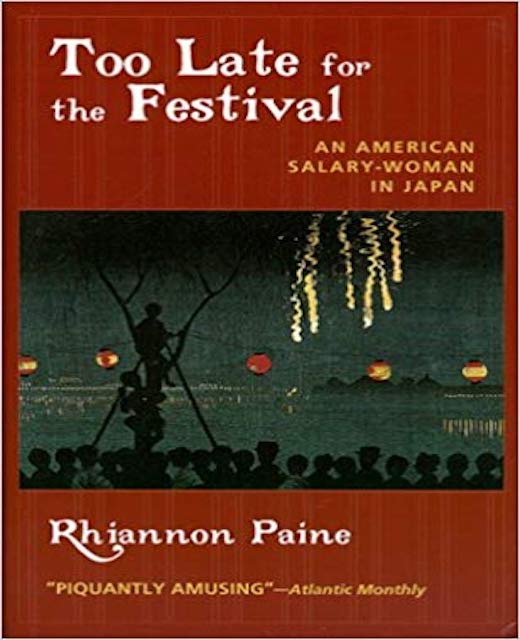 Too Late for
the Festival
AN AMERICAN
SALARY-WOMAN
IN JAPAN
Rhiannon Paine
"PIQUANTLY AMUSING"—Atlantic Monthly